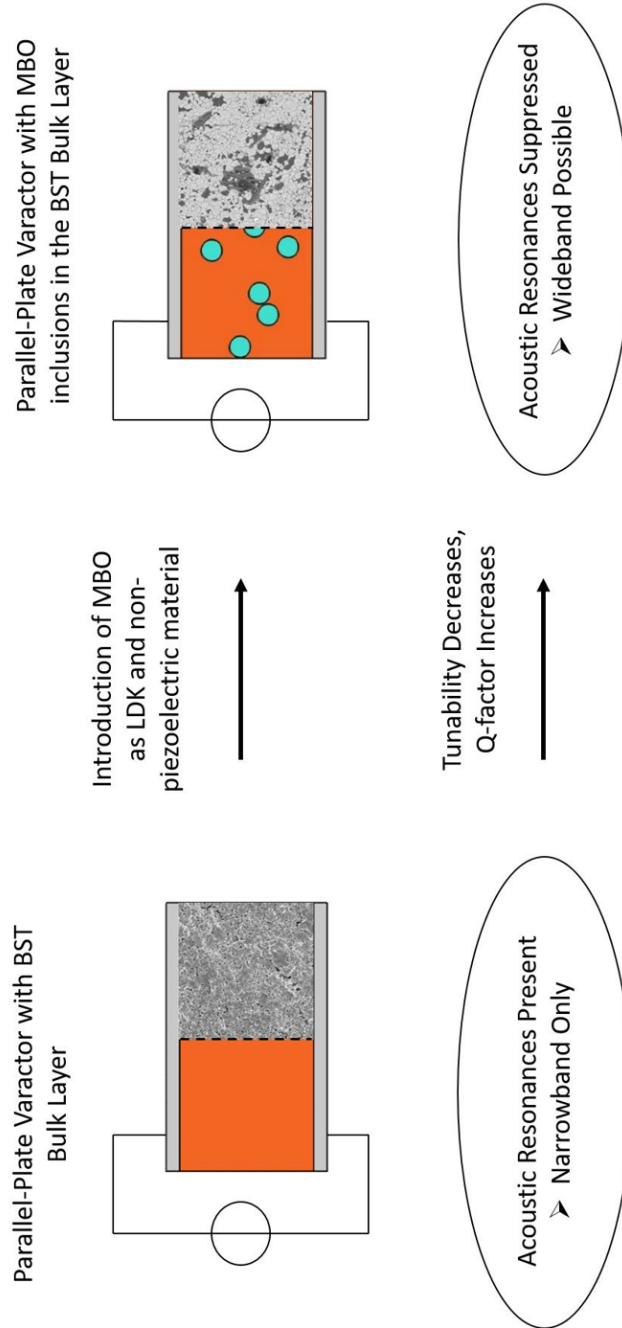 Parallel-Plate Varactor with BST
Bulk Layer
Introduction of MBO
as LDK and non-
piezoelectric material
Parallel-Plate Varactor with MBO
inclusions in the BST Bulk Layer
Acoustic Resonances Present
➢ Narrowband Only
Tunability Decreases,
Q-factor Increases
Acoustic Resonances Suppressed
➢ Wideband Possible